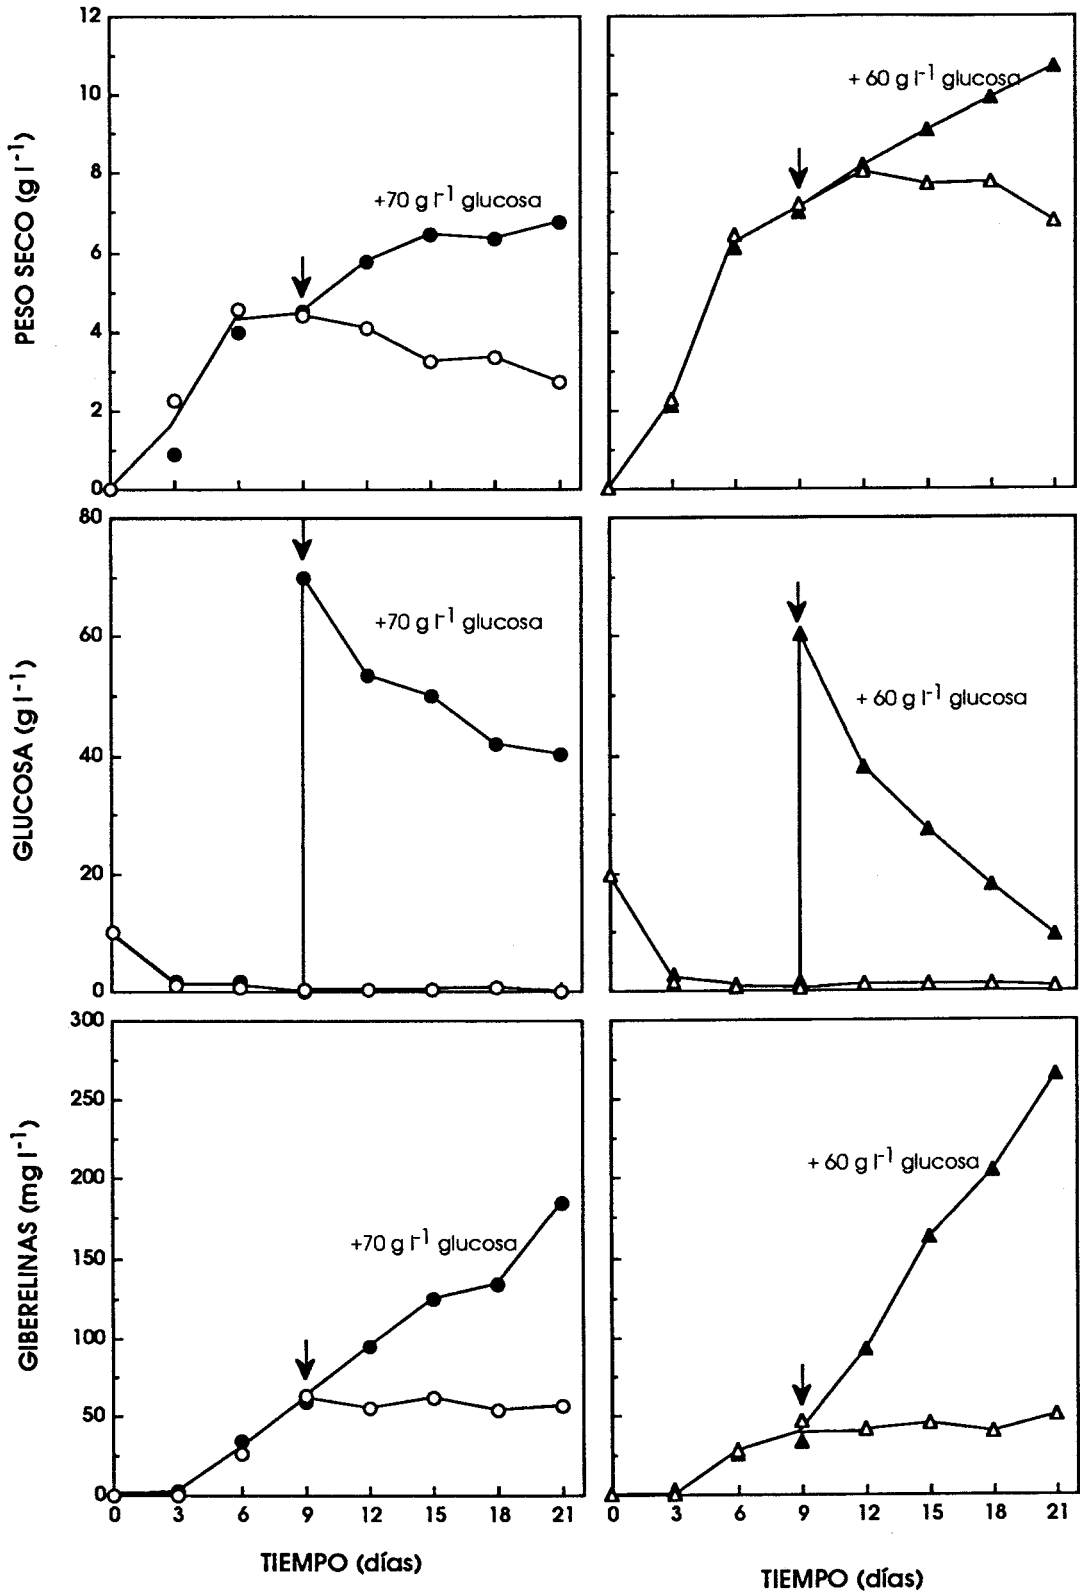 12
10
8
6
4
2
0
PESO SECO (g l⁻¹)
+70 g l⁻¹ glucosa
+ 60 g l⁻¹ glucosa
80
60
40
20
0
GLUCOSA (g l⁻¹)
+70 g l⁻¹ glucosa
+ 60 g l⁻¹ glucosa
300
250
200
150
100
50
0
GIBERELINAS (mg l⁻¹)
+70 g l⁻¹ glucosa
+ 60 g l⁻¹ glucosa
0 3 6 9 12 15 18 21
0 3 6 9 12 15 18 21
TIEMPO (días)
TIEMPO (días)